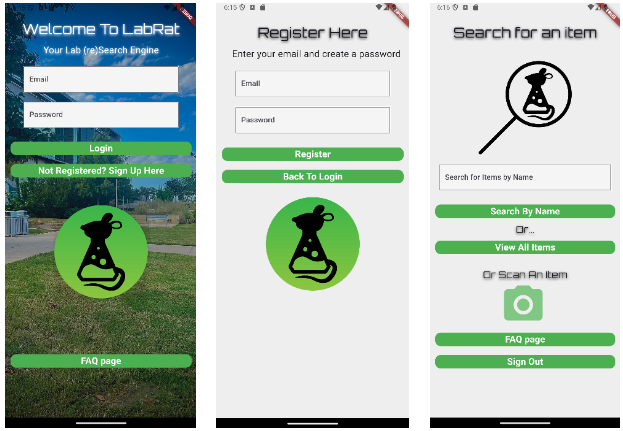 Welcome To LabRat
Your Lab (re)Search Engine
Email
Password
Login
Not Registered? Sign Up Here
FAQ page
6:15
Register Here
Enter your email and create a password
Email
Password
Register
Back To Login
6:15
Search for an item
Search for Items by Name
Search By Name
Or...
View All Items
Or Scan An Item
FAQ page
Sign Out